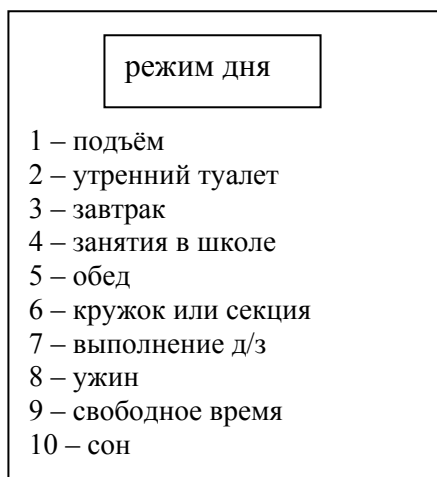 режим дня
1 – подъём
2 – утренний туалет
3 – завтрак
4 – занятия в школе
5 – обед
6 – кружок или секция
7 – выполнение д/з
8 – ужин
9 – свободное время
10 – сон